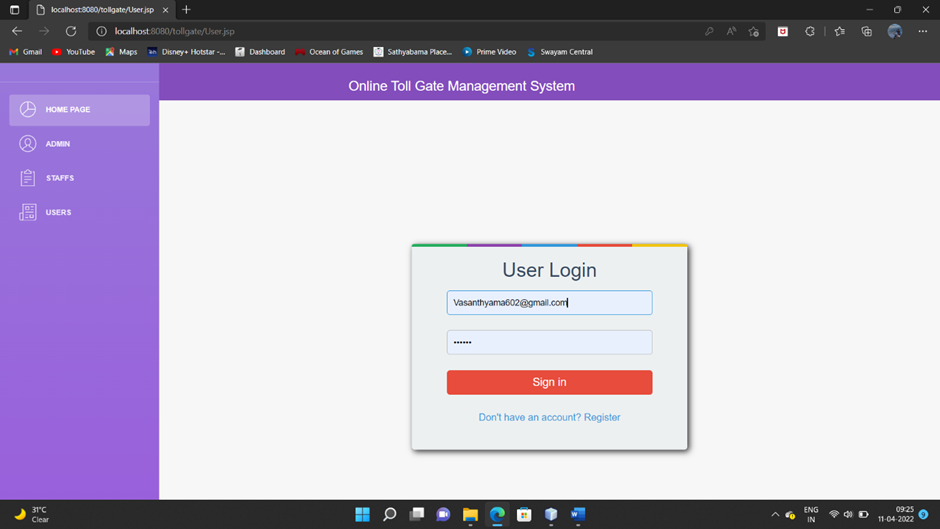 localhost:8080/tollgate/User.jsp
localhost:8080/tollgate/User.jsp
Gmail YouTube Maps Disney+ Hotstar -... Dashboard Ocean of Games Sathyabama Place... Prime Video Swayam Central
Online Toll Gate Management System
HOME PAGE
ADMIN
STAFFS
USERS
User Login
Vasanthyama602@gmail.com
••••••
Sign in
Don't have an account? Register
31°C
Clear
ENG
IN
09:25
11-04-2022